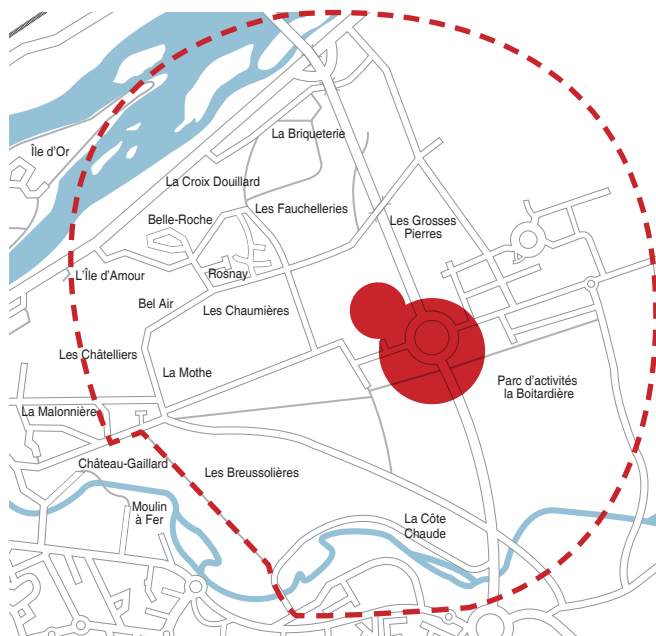 La Briqueterie
Île d'Or
La Croix Douillard
Belle-Roche
Les Fauchelleries
Les Grosses
Pierres
L'Île d'Amour
Rosnay
Bel Air
Les Chaumières
Les Châtelliers
La Mothe
Parc d'activités
la Boitardière
La Malonnière
Château-Gaillard
Les Breussolières
Moulin
à Fer
La Côte
Chaude